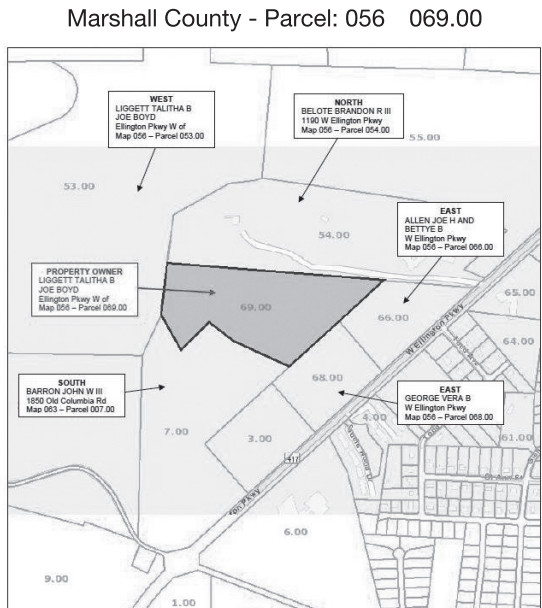 Marshall County - Parcel: 056 069.00
WEST
LIGGETT TALITHA B
JOE BOYD
Ellington Pkwy W of
Map 056 – Parcel 053.00
NORTH
BELOTE BRANDON R III
1190 W Ellington Pkwy
Map 056 – Parcel 054.00
55.00
53.00
54.00
EAST
ALLEN JOE H AND
BETTYE B
W Ellington Pkwy
Map 056 – Parcel 066.00
PROPERTY OWNER
LIGGETT TALITHA B
JOE BOYD
Ellington Pkwy W of
Map 056 – Parcel 069.00
69.00
66.00
65.00
W Ellington Pkwy
64.00
68.00
SOUTH
BARRON JOHN W III
1850 Old Columbia Rd
Map 063 – Parcel 007.00
EAST
GEORGE VERA B
W Ellington Pkwy
Map 056 – Parcel 068.00
4.00
7.00
3.00
61.00
417
ton Pkwy
6.00
9.00
1.00